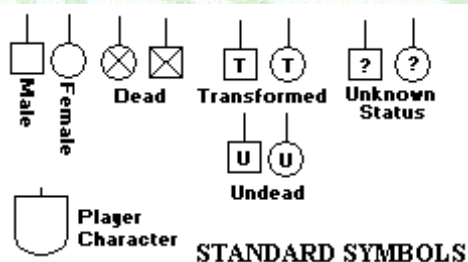 T T ? ?
Male Female Dead Transformed Unknown
Status
U U
Undead
Player
Character
STANDARD SYMBOLS